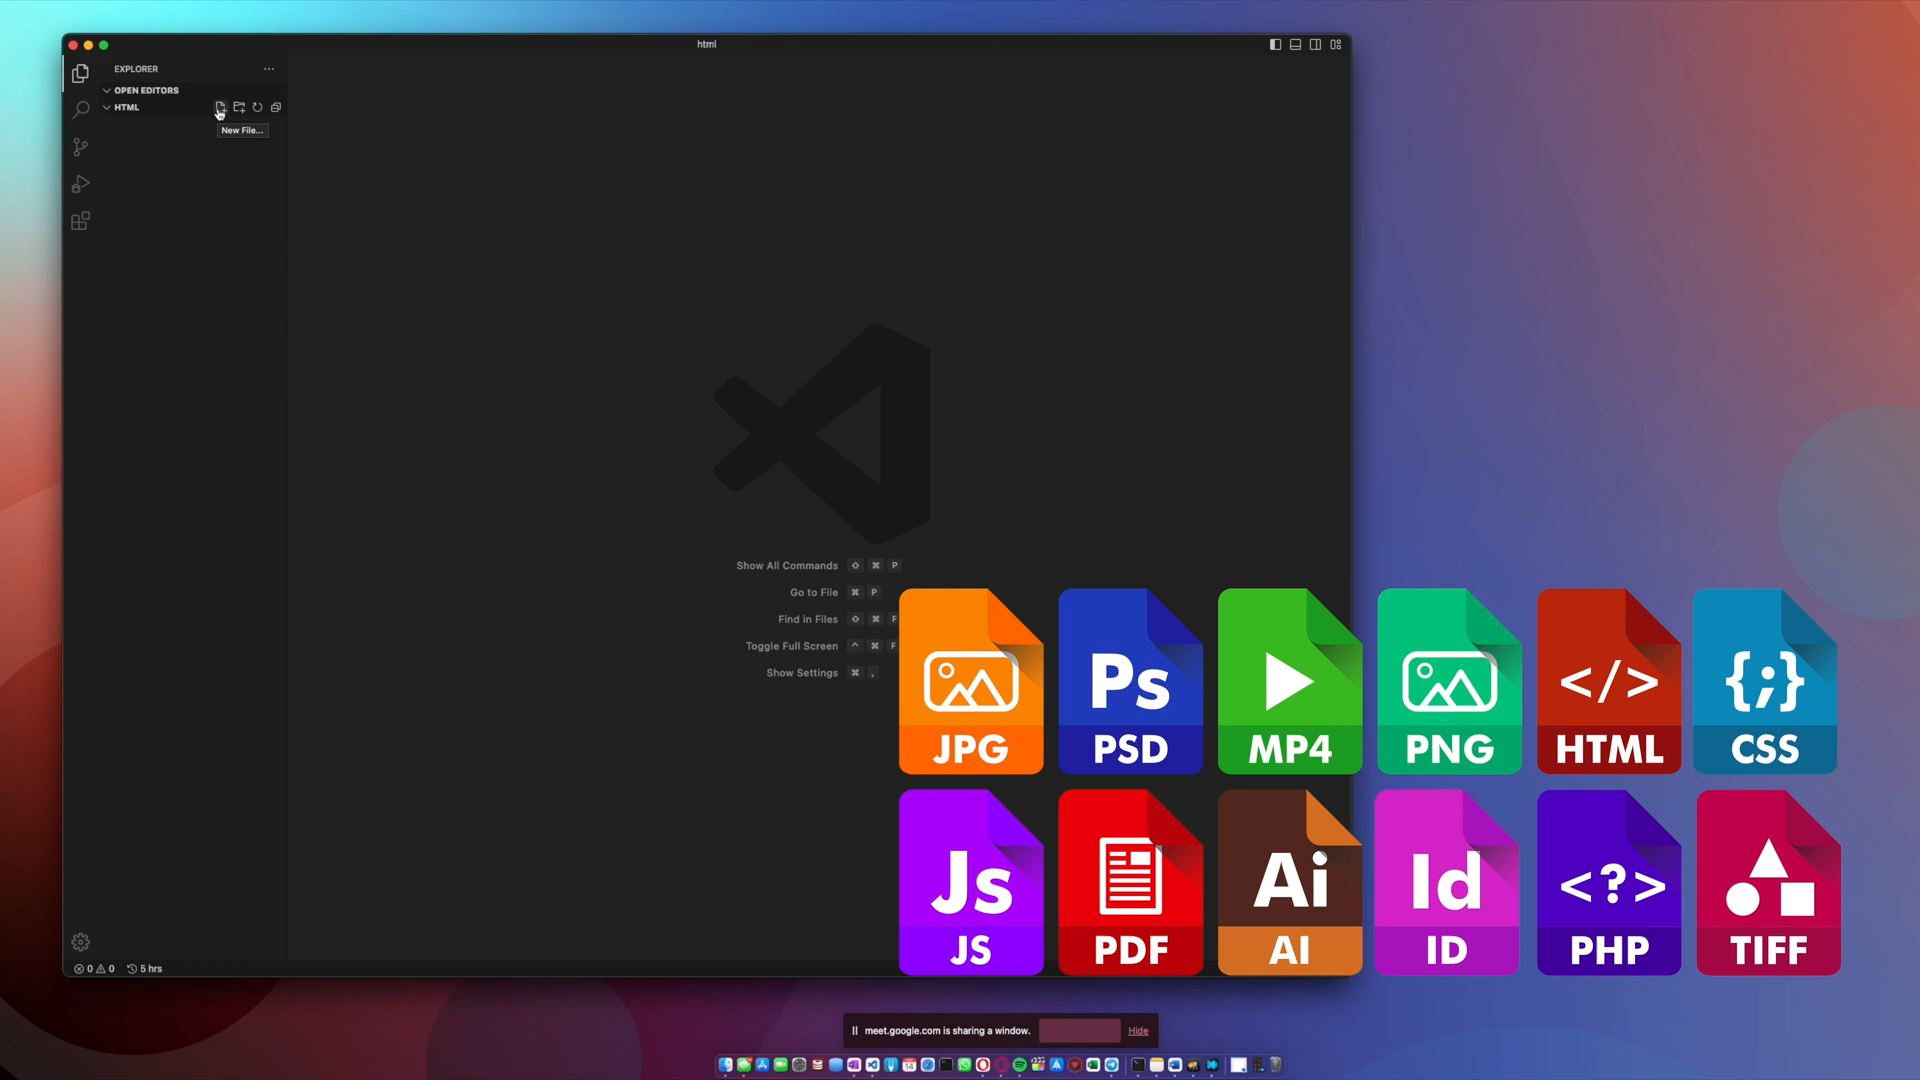 html
EXPLORER
OPEN EDITORS
HTML
New File...
Show All Commands ⇧ ⌘ P
Go to File ⌘ P
Find in Files ⇧ ⌘ F
Toggle Full Screen ^ ⌘ F
Show Settings ⌘ ,
JPG
Ps
PSD
MP4
PNG
</>
HTML
{;}
CSS
Js
JS
PDF
Ai
AI
Id
ID
<?>
PHP
TIFF
0 0 5 hrs
meet.google.com is sharing a window. Hide